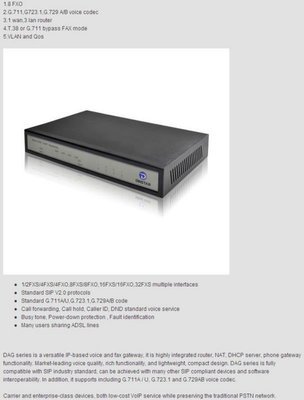 1.8 FXO
2.G.711,G723.1,G.729 A/B voice codec
3.1 wan,3 lan router
4.T.38 or G.711 bypass FAX mode
5.VLAN and Qos
DINSTAR
1/2FXS/4FXS/4FXO,8FXS/8FXO,16FXS/16FXO,32FXS multiple interfaces
Standard SIP V2.0 protocols
Standard G.711A/U,G.723.1,G.729A/B code
Call forwarding, Call hold, Caller ID, DND standard voice service
Busy tone, Power-down protection , Fault identification
Many users sharing ADSL lines.
DAG series is a versatile IP-based voice and fax gateway, it is highly integrated router, NAT, DHCP server, phone gateway
functionality. Market-leading voice quality, rich functionality, and lightweight, compact design. DAG series is fully
compatible with SIP industry standard, can be achieved with many other SIP compliant devices and software
interoperability. In addition, it supports including G.711A / U, G.723.1 and G.729AB voice codec.
Carrier and enterprise-class devices, both low-cost VoIP service while preserving the traditional PSTN network.